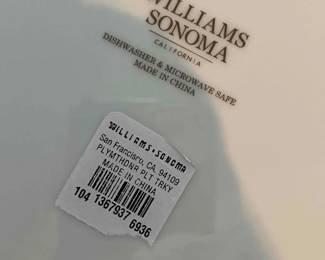 WILLIAMS
SONOMA
CALIFORNIA
DISHWASHER & MICROWAVE SAFE
MADE IN CHINA
WILLIAMS-SONOMA
San Francisco, CA. 94109
PLYMTHDNR PLT TRKY
MADE IN CHINA
104 1367937 6936